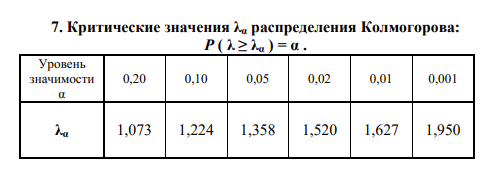 7. Критические значения λα распределения Колмогорова:
P ( λ ≥ λα ) = α .
Уровень
значимости
α
0,20 0,10 0,05 0,02 0,01 0,001
λα 1,073 1,224 1,358 1,520 1,627 1,950